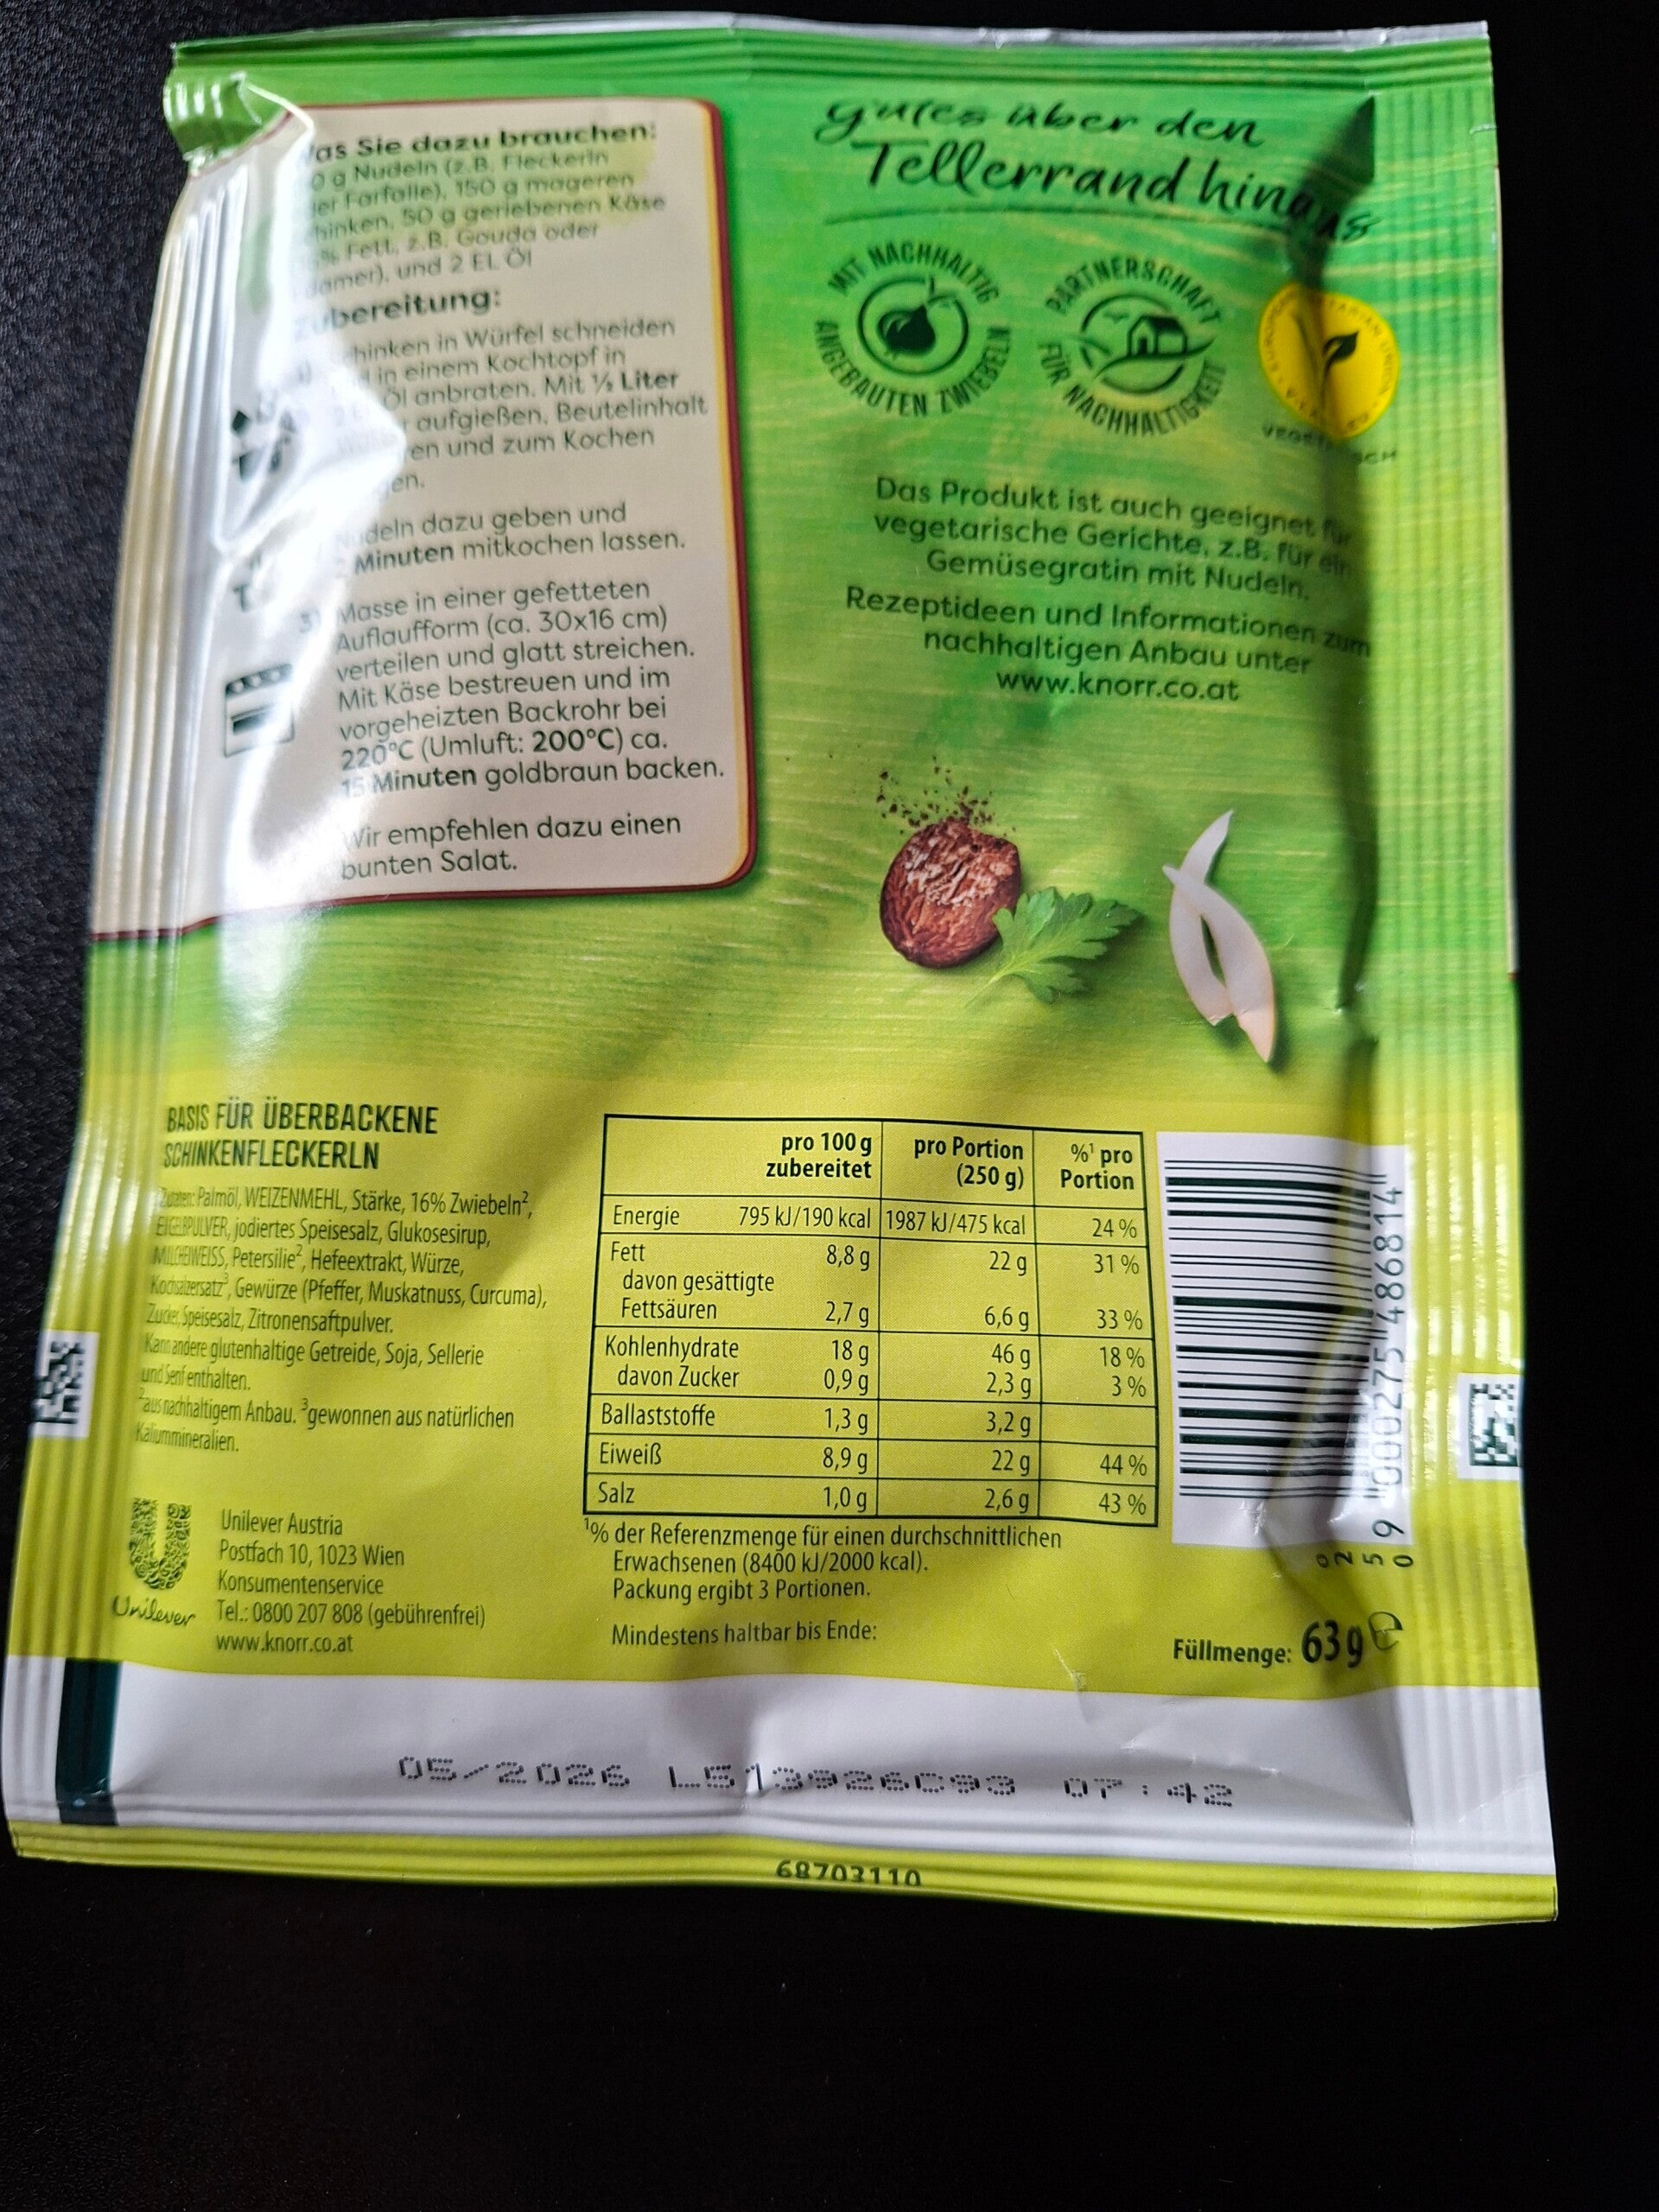 Gutes über den
Tellerrand hinaus
Was Sie dazu brauchen:
g Nudeln (z.B. Fleckerln
Farfalle), 150 g mageren
Schinken, 50 g geriebenen Käse
% Fett, z.B. Gouda oder
und 2 EL Öl
Zubereitung:
Schinken in Würfel schneiden
in einem Kochtopf in
Öl anbraten. Mit
Liter
aufgießen, Beutelinhalt
und zum Kochen
Nudeln dazu geben und
Minuten mitkochen lassen.
3) Masse in einer gefetteten
Auflaufform (ca. 30x16 cm)
verteilen und glatt streichen.
Mit Käse bestreuen und im
vorgeheizten Backrohr bei
220°C (Umluft: 200°C) ca.
15 Minuten goldbraun backen.
Wir empfehlen dazu einen
bunten Salat.
MIT NACHHALTIG
ANGEBAUTEN ZWIEBELN
PARTNERSCHAFT
FÜR NACHHALTIGKEIT
Das Produkt ist auch geeignet für
vegetarische Gerichte, z.B. für ein
Gemüsegratin mit Nudeln.
Rezeptideen und Informationen zum
nachhaltigen Anbau unter
www.knorr.co.at
BASIS FÜR ÜBERBACKENE
SCHINKENFLECKERLN
Zutaten: Palmöl, WEIZENMEHL, Stärke, 16% Zwiebeln²,
EIGELBPULVER, jodiertes Speisesalz, Glukosesirup,
MILCHEIWEISS, Petersilie², Hefeextrakt, Würze,
Kochsalzersatz³, Gewürze (Pfeffer, Muskatnuss, Curcuma),
Zucker, Speisesalz, Zitronensaftpulver.
Kann andere glutenhaltige Getreide, Soja, Sellerie
und Senf enthalten.
²aus nachhaltigem Anbau. ³gewonnen aus natürlichen
Kaliummineralien.
Unilever
Unilever Austria
Postfach 10, 1023 Wien
Konsumentenservice
Tel.: 0800 207 808 (gebührenfrei)
www.knorr.co.at
pro 100 g zubereitet pro Portion (250 g) %¹ pro Portion
Energie 795 kJ/190 kcal 1987 kJ/475 kcal 24 %
Fett 8,8 g 22 g 31 %
davon gesättigte
Fettsäuren 2,7 g 6,6 g 33 %
Kohlenhydrate 18 g 46 g 18 %
davon Zucker 0,9 g 2,3 g 3 %
Ballaststoffe 1,3 g 3,2 g
Eiweiß 8,9 g 22 g 44 %
Salz 1,0 g 2,6 g 43 %
¹% der Referenzmenge für einen durchschnittlichen
Erwachsenen (8400 kJ/2000 kcal).
Packung ergibt 3 Portionen.
Mindestens haltbar bis Ende:
9 000275 486814
0250
Füllmenge: 63 g ℮
05/2026 L513926C93 07:42
68703110